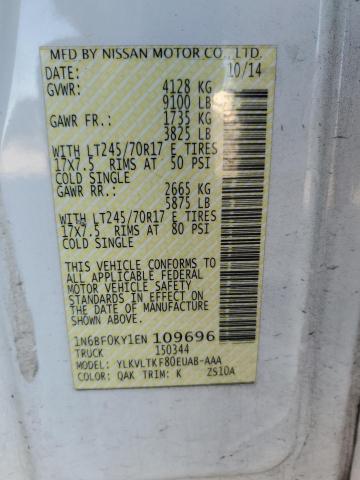 MFD BY NISSAN MOTOR CO., LTD.
DATE: 10/14
GVWR: 4128 KG
9100 LB
GAWR FR: 1735 KG
3825 LB
WITH LT245/70R17 E TIRES
17X7.5 RIMS AT 50 PSI
COLD SINGLE
GAWR RR: 2665 KG
5875 LB
WITH LT245/70R17 E TIRES
17X7.5 RIMS AT 80 PSI
COLD SINGLE
THIS VEHICLE CONFORMS TO
ALL APPLICABLE FEDERAL
MOTOR VEHICLE SAFETY
STANDARDS IN EFFECT ON
THE DATE OF MANUFACTURE
SHOWN ABOVE.
1N6BF0KY1EN 109696
TRUCK 150344
MODEL: YLKVLTKF80EUAB-AAA
COLOR: QAK TRIM: K ZS10A